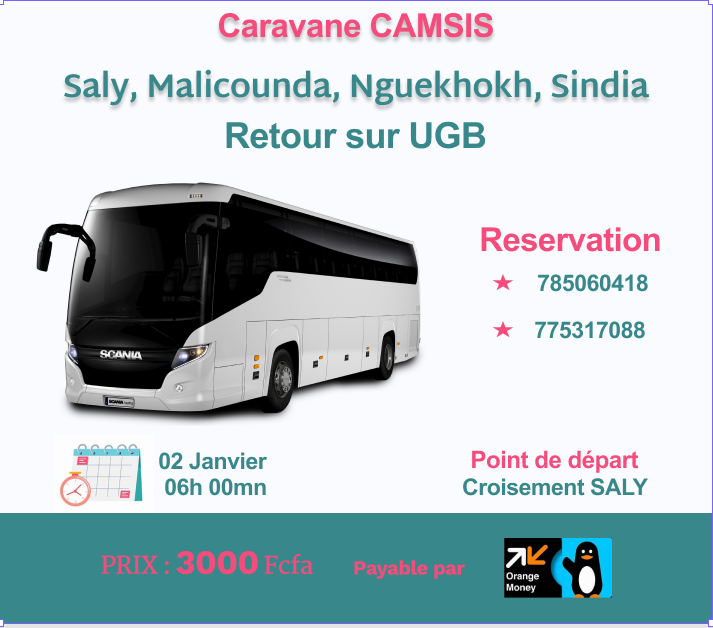 Caravane CAMSIS
Saly, Malicounda, Nguekhokh, Sindia
Retour sur UGB
Reservation
★ 785060418
★ 775317088
SCANIA
SCANIA
02 Janvier
06h 00mn
Point de départ
Croisement SALY
PRIX : 3000 Fcfa
Payable par
Orange
Money